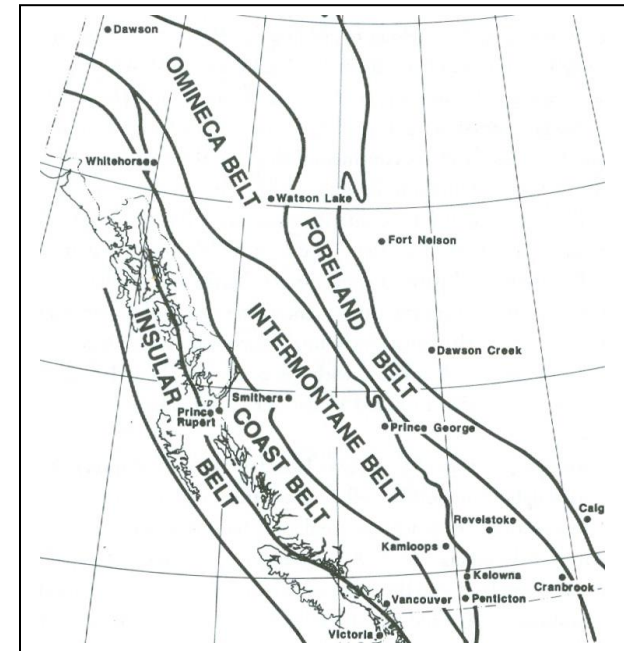 Dawson
OMINECA BELT
Whitehorse
Watson Lake
Fort Nelson
FORELAND BELT
INSULAR BELT
INTERMONTANE BELT
Dawson Creek
Smithers
Prince
Rupert
COAST BELT
Prince George
Revelstoke
Calg
Kamloops
Kelowna
Cranbrook
Vancouver
Penticton
Victoria